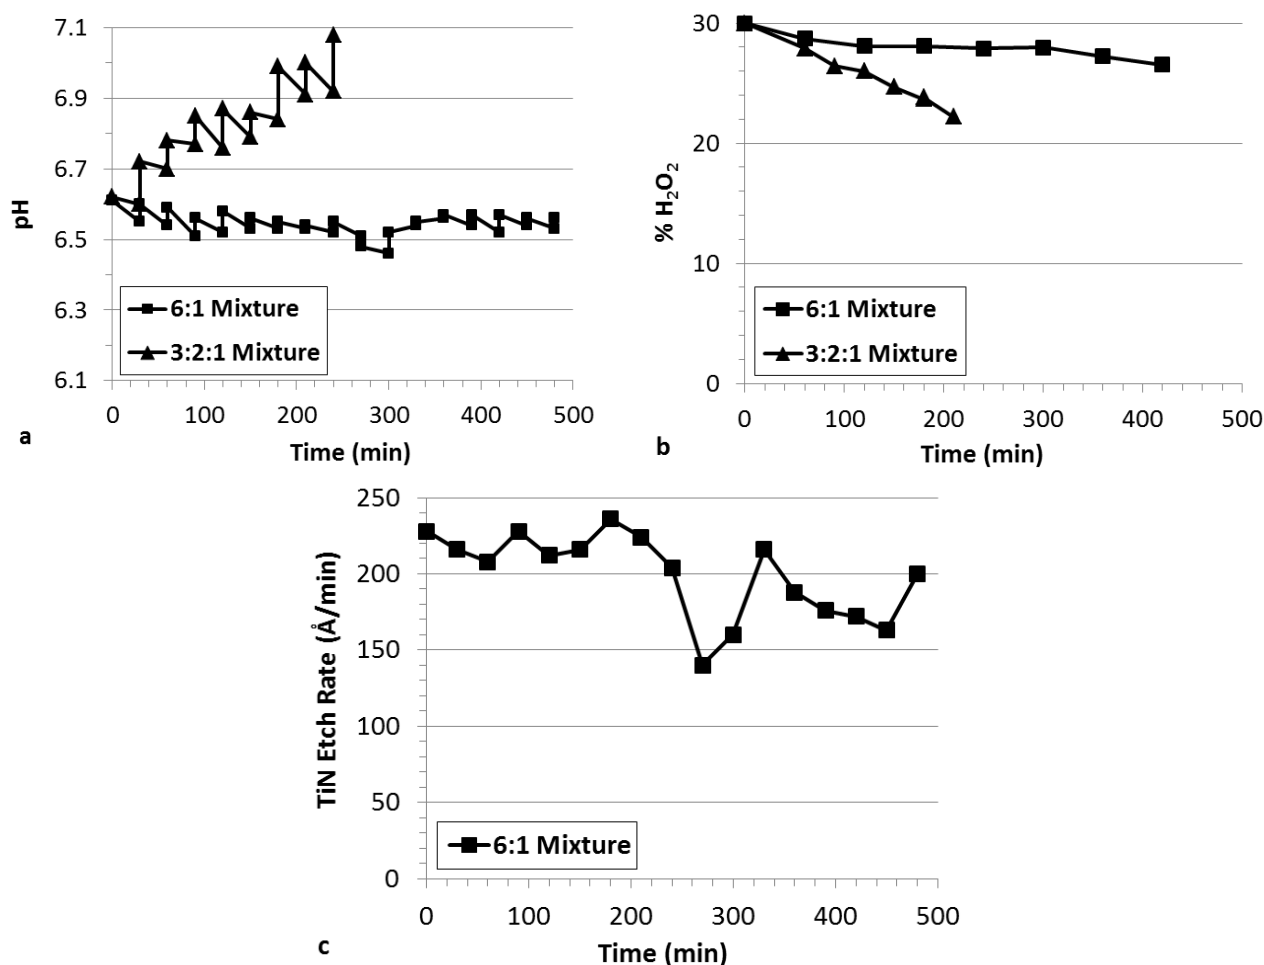 7.1
6.9
6.7
6.5
6.3
6.1
pH
6:1 Mixture
3:2:1 Mixture
0 100 200 300 400 500
Time (min)
a
30
20
10
0
% H₂O₂
6:1 Mixture
3:2:1 Mixture
0 100 200 300 400 500
Time (min)
b
250
200
150
100
50
0
TiN Etch Rate (Å/min)
6:1 Mixture
0 100 200 300 400 500
Time (min)
c